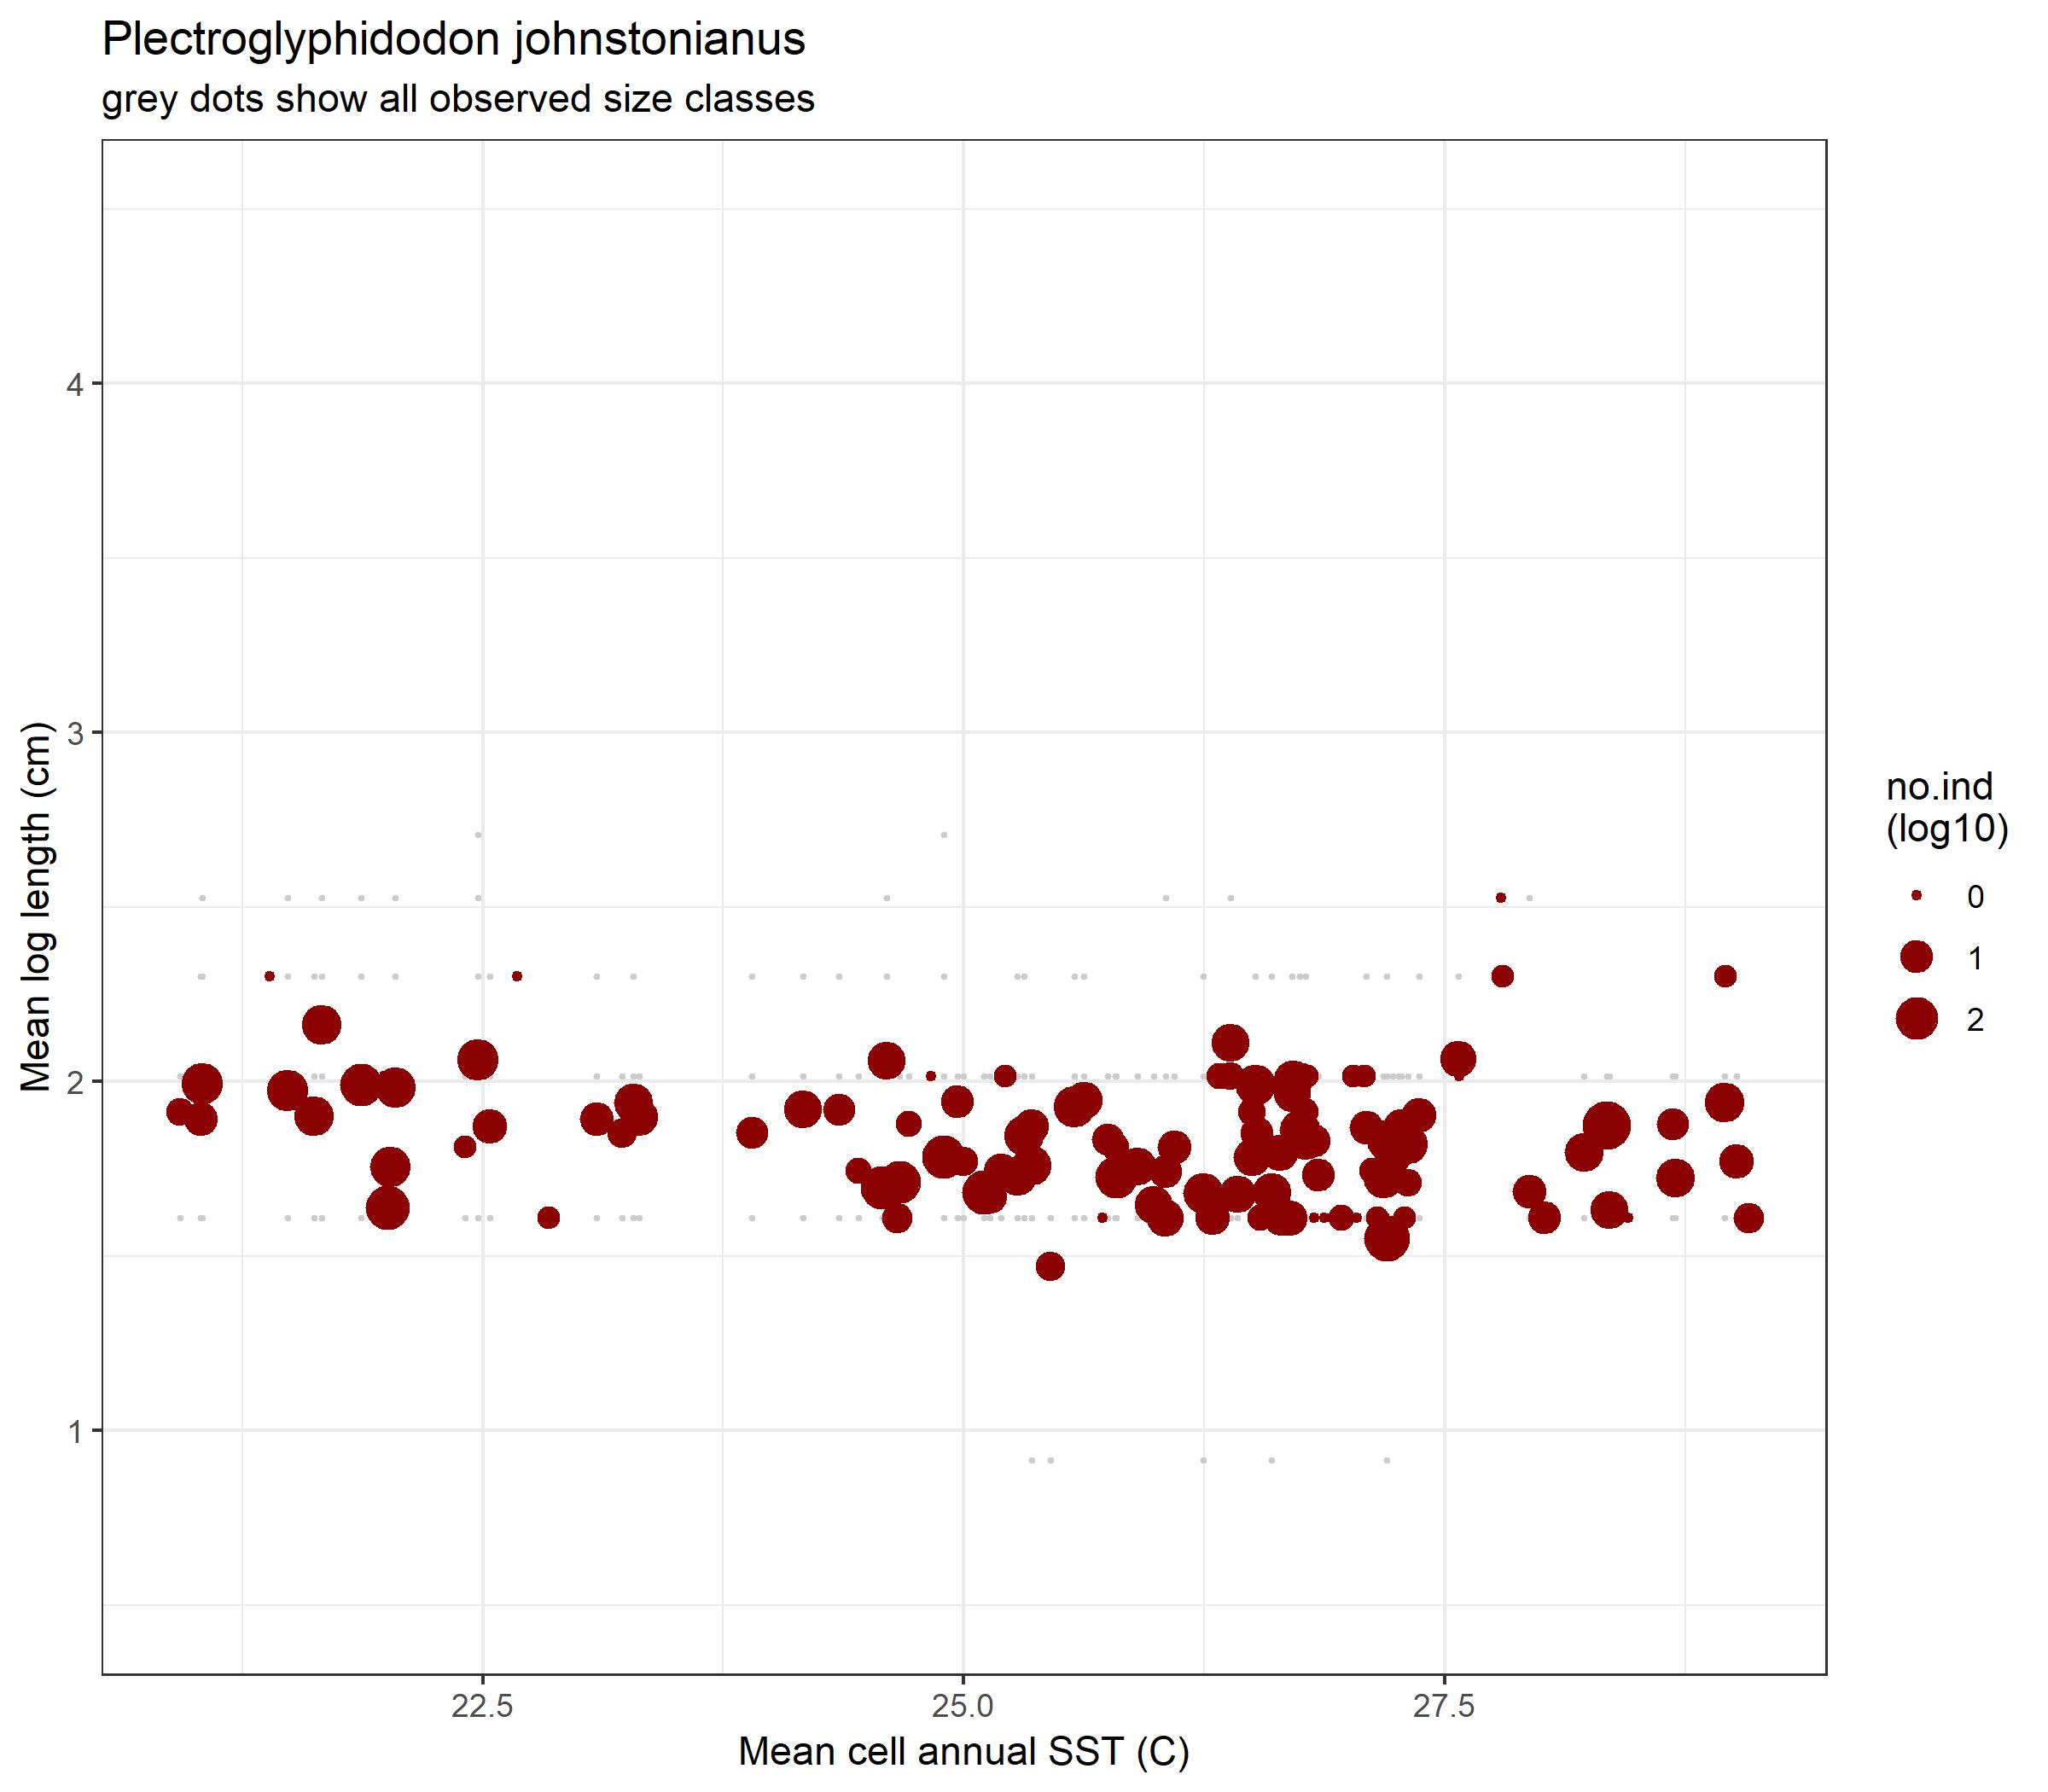 Plectroglyphidodon johnstonianus
grey dots show all observed size classes
Mean log length (cm)
4
3
2
1
22.5
25.0
27.5
Mean cell annual SST (C)
no.ind
(log10)
0
1
2